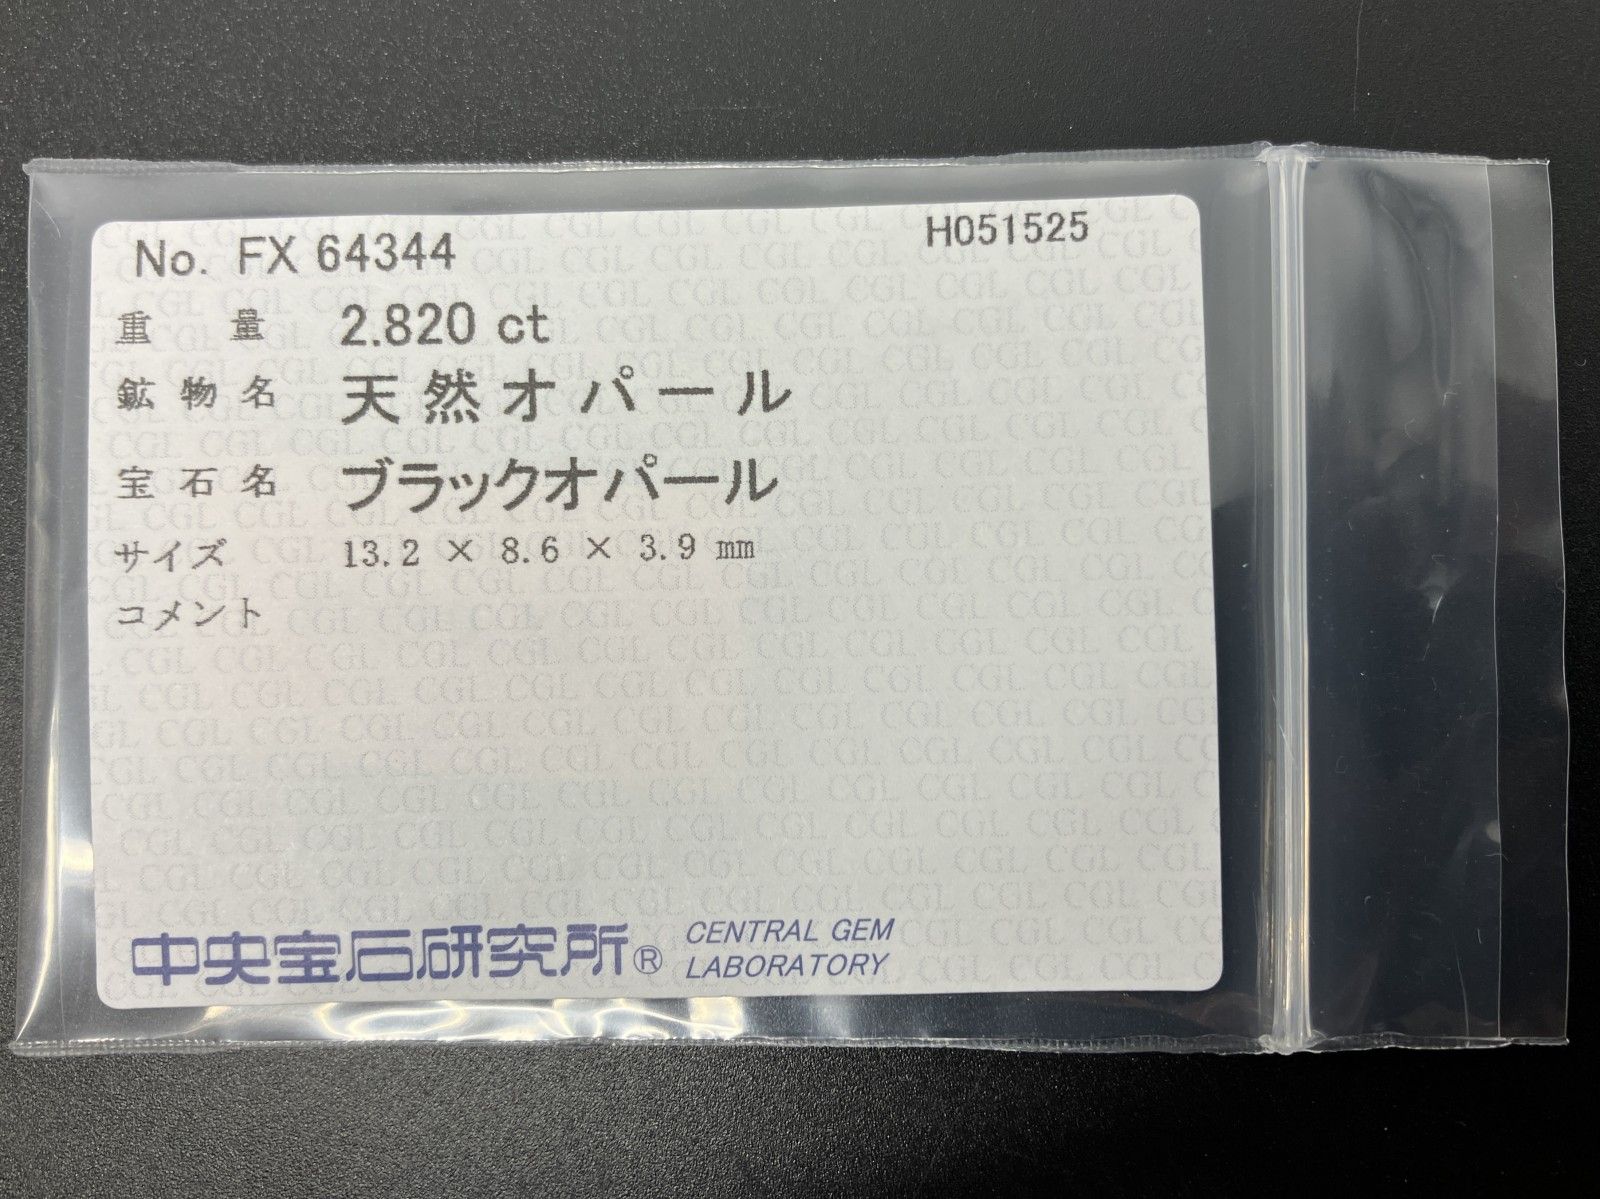 No. FX 64344 H051525
重量 2.820 ct
鉱物名 天然オパール
宝石名 ブラックオパール
サイズ 13.2 × 8.6 × 3.9 mm
コメント
中央宝石研究所® CENTRAL GEM
LABORATORY